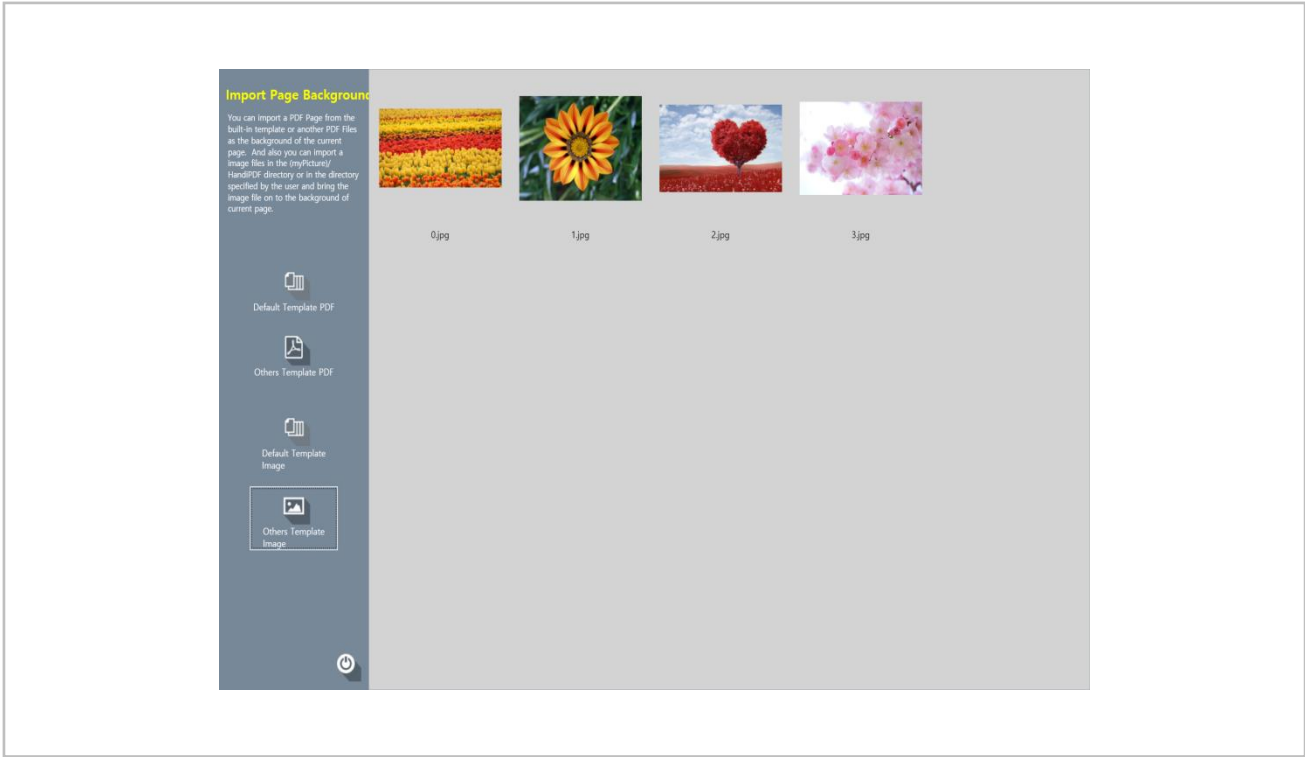 Import Page Background
You can import a PDF Page from the
built-in template or another PDF Files
as the background of the current
page.  And also you can import a
image files in the (myPicture)/
HandiPDF directory or in the directory
specified by the user and bring the
image file on to the background of
current page.
0.jpg
1.jpg
2.jpg
3.jpg
Default Template PDF
Others Template PDF
Default Template
Image
Others Template
Image